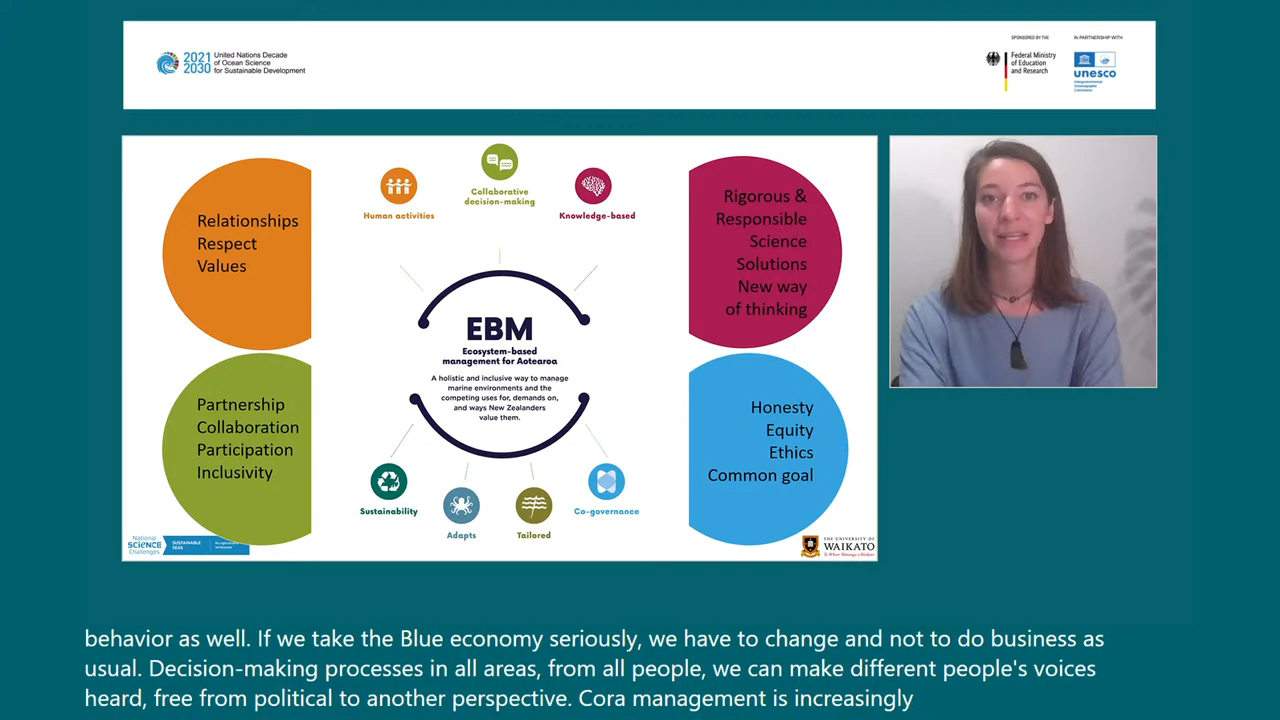 2021
2030
United Nations Decade
of Ocean Science
for Sustainable Development
SPONSORED BY THE
Federal Ministry
of Education
and Research
IN PARTNERSHIP WITH
unesco
Intergovernmental
Oceanographic
Commission
Relationships
Respect
Values
Human activities
Collaborative
decision-making
Knowledge-based
Rigorous &
Responsible
Science
Solutions
New way
of thinking
EBM
Ecosystem-based
management for Aotearoa
A holistic and inclusive way to manage
marine environments and the
competing uses for, demands on,
and ways New Zealanders
value them.
Partnership
Collaboration
Participation
Inclusivity
Honesty
Equity
Ethics
Common goal
Sustainability
Adapts
Tailored
Co-governance
National
SCIENCE
Challenges
SUSTAINABLE
SEAS
THE UNIVERSITY OF
WAIKATO
Te Whare Wānanga o Waikato
behavior as well. If we take the Blue economy seriously, we have to change and not to do business as
usual. Decision-making processes in all areas, from all people, we can make different people's voices
heard, free from political to another perspective. Cora management is increasingly